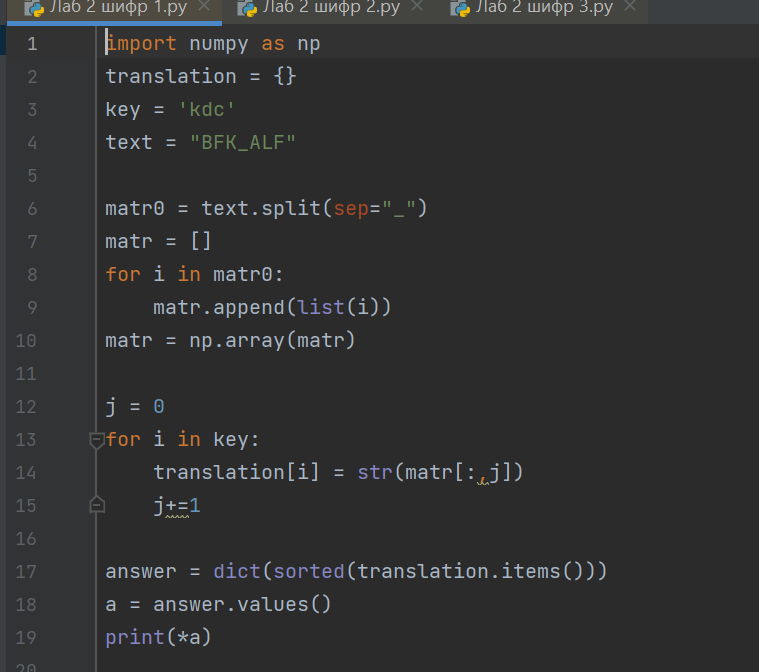 Лаб 2 шифр 1.py × Лаб 2 шифр 2.py × Лаб 2 шифр 3.py ×
1 import numpy as np
2 translation = {}
3 key = 'kdc'
4 text = "BFK_ALF"
5
6 matr0 = text.split(sep="_")
7 matr = []
8 for i in matr0:
9     matr.append(list(i))
10 matr = np.array(matr)
11
12 j = 0
13 for i in key:
14     translation[i] = str(matr[:,j])
15     j+=1
16
17 answer = dict(sorted(translation.items()))
18 a = answer.values()
19 print(*a)
20